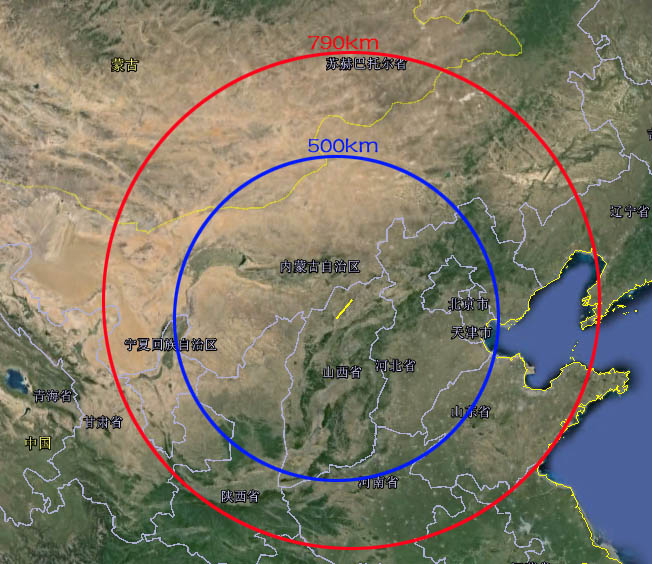 790km
苏赫巴托尔省
蒙古
500km
辽宁省
内蒙古自治区
北京市
天津市
宁夏回族自治区
山西省
河北省
青海省
甘肃省
山东省
中国
陕西省
河南省